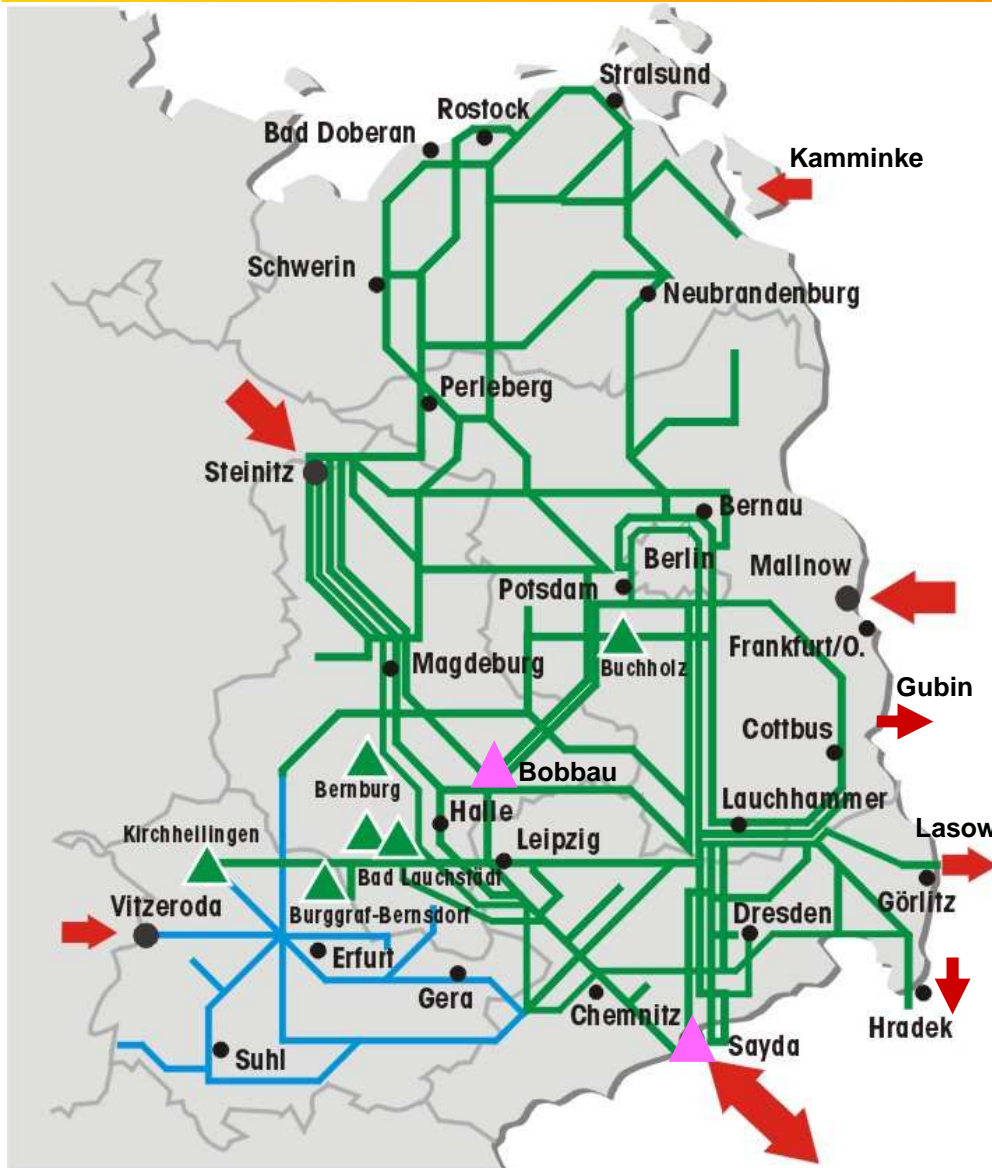 Stralsund
Rostock
Bad Doberan
Kamminke
Schwerin
Neubrandenburg
Perleberg
Steinitz
Bernau
Berlin
Mallnow
Potsdam
Frankfurt/O.
Magdeburg
Buchholz
Gubin
Cottbus
Bobbau
Bernburg
Lauchhammer
Halle
Kirchheilingen
Leipzig
Lasow
Bad Lauchstädt
Görlitz
Vitzeroda
Burggraf-Bernsdorf
Dresden
Erfurt
Gera
Chemnitz
Hradek
Sayda
Suhl